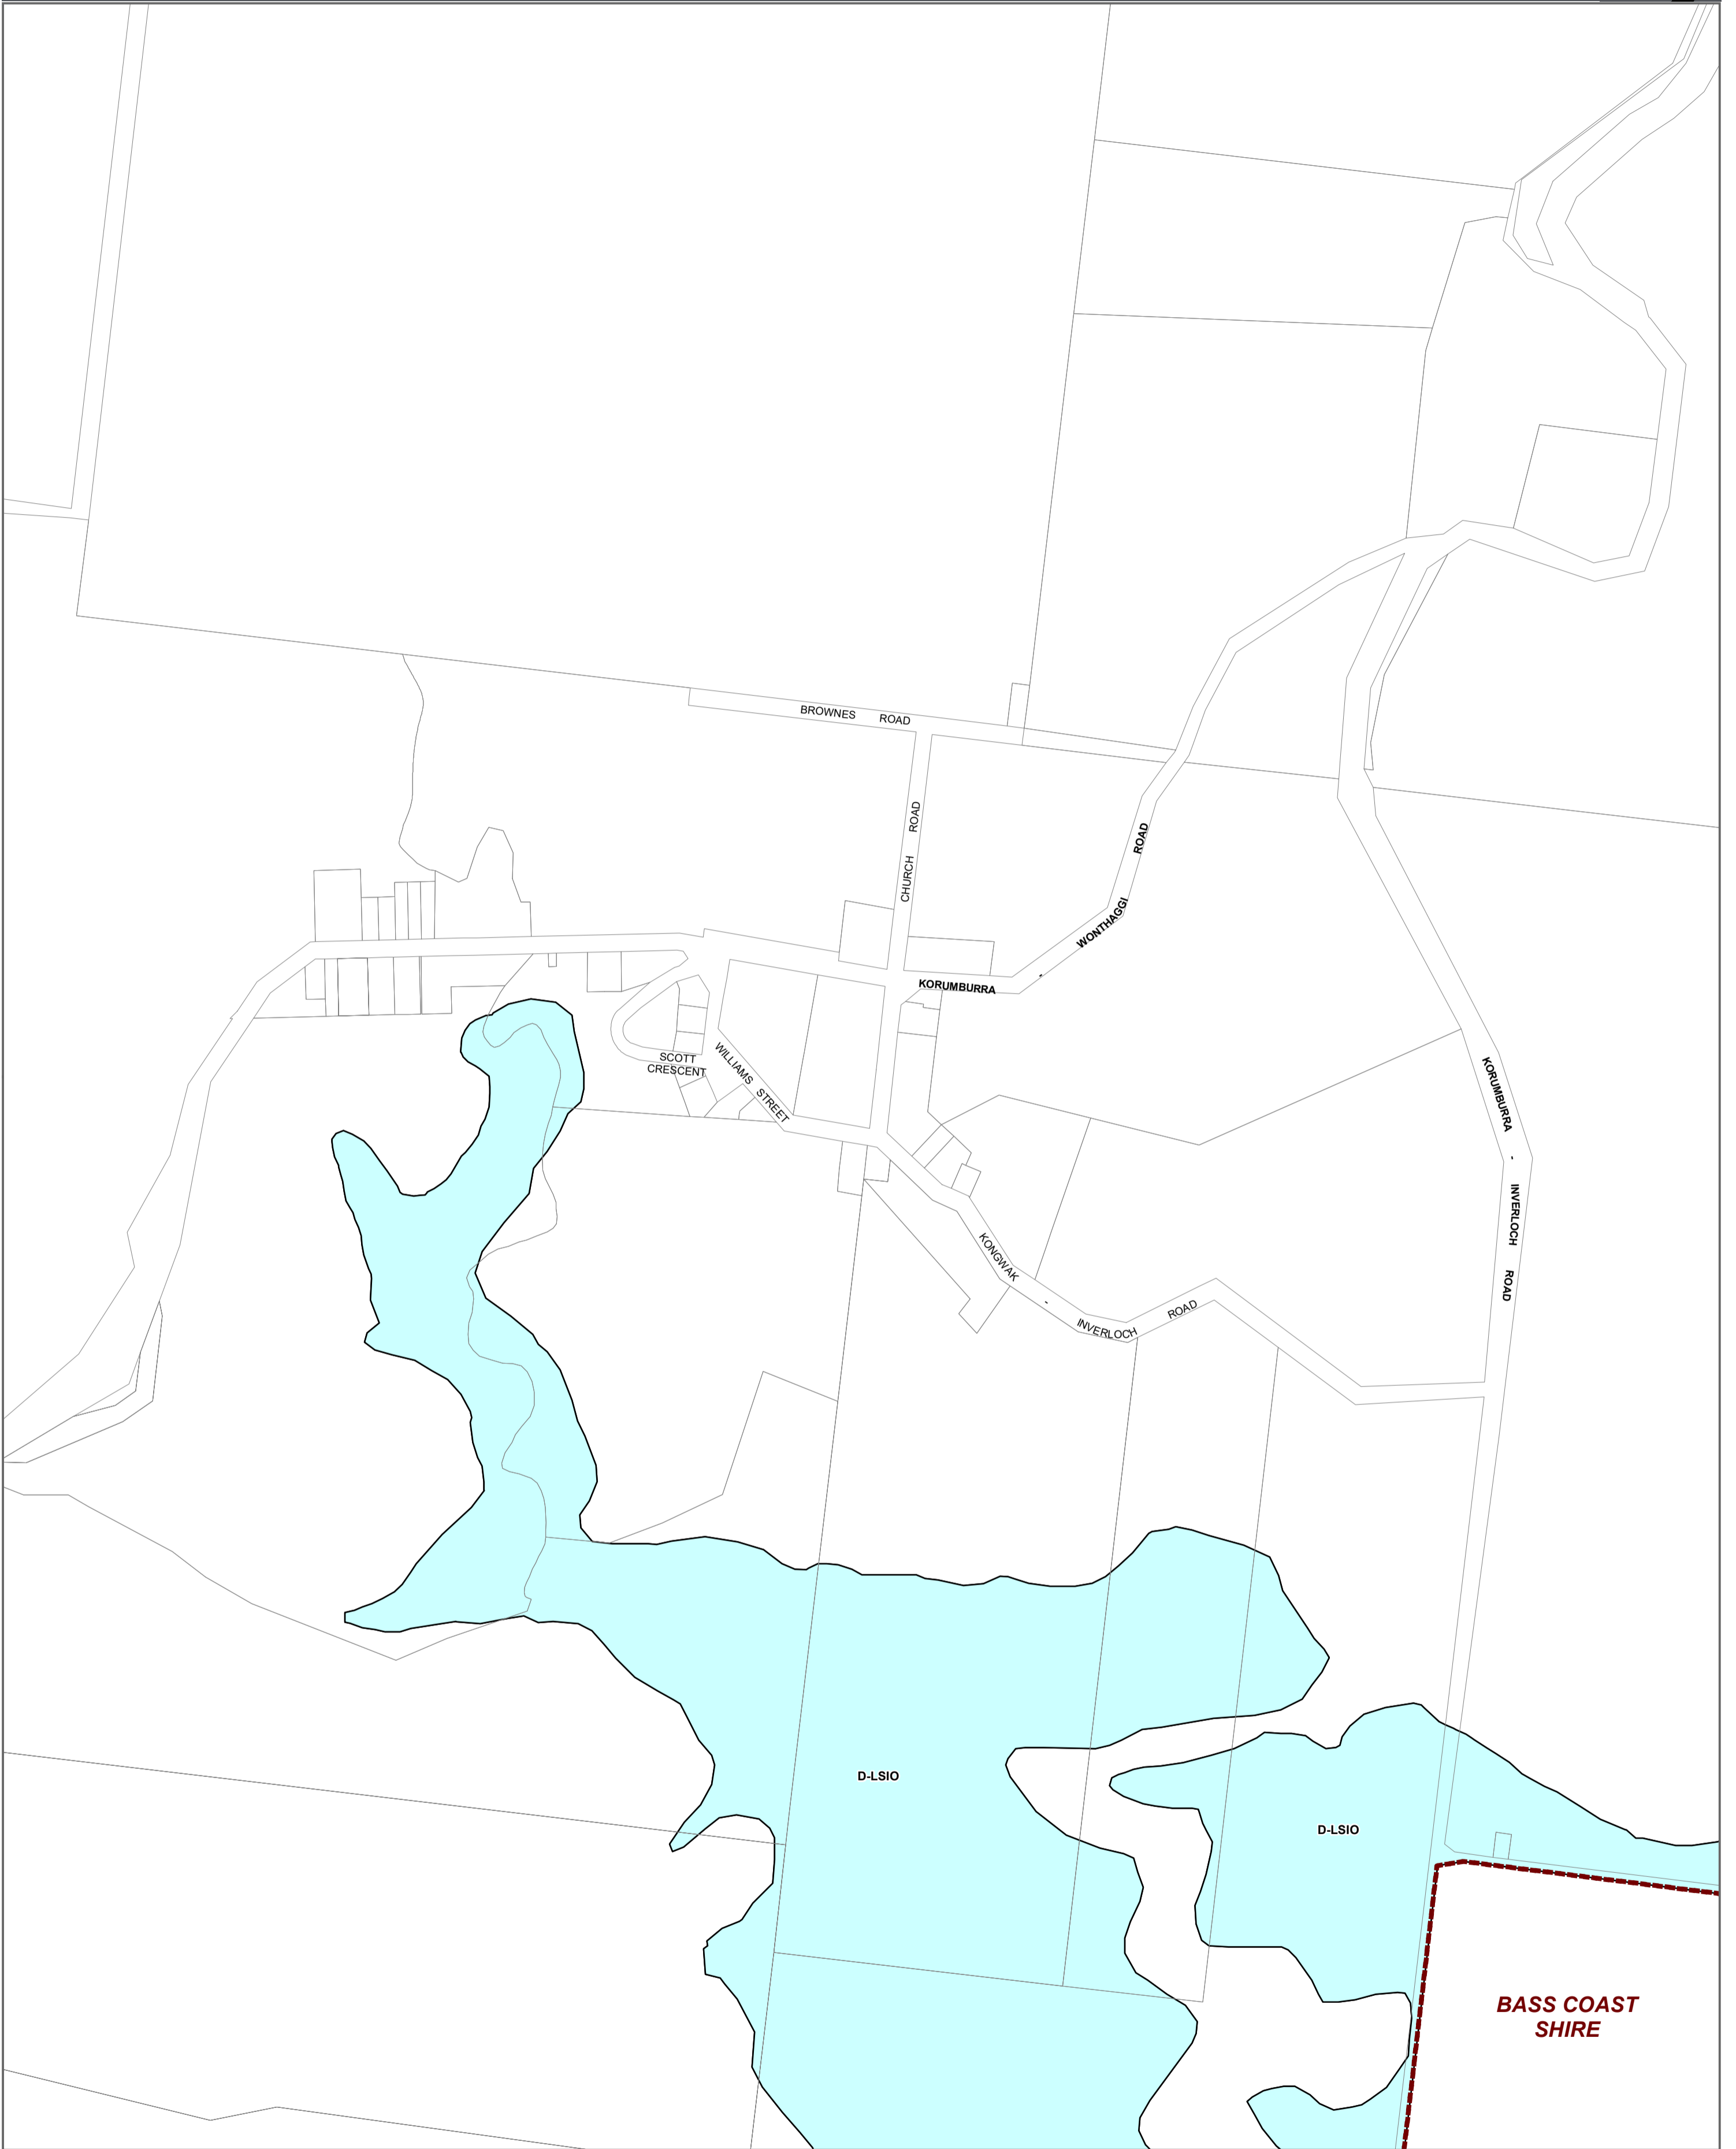 BROWNES ROAD
CHURCH ROAD
ROAD
WONTHAGGI
-
KORUMBURRA
SCOTT
CRESCENT
WILLIAMS STREET
KORUMBURRA - INVERLOCH ROAD
KONGWAK - INVERLOCH ROAD
D-LSIO
D-LSIO
BASS COAST
SHIRE